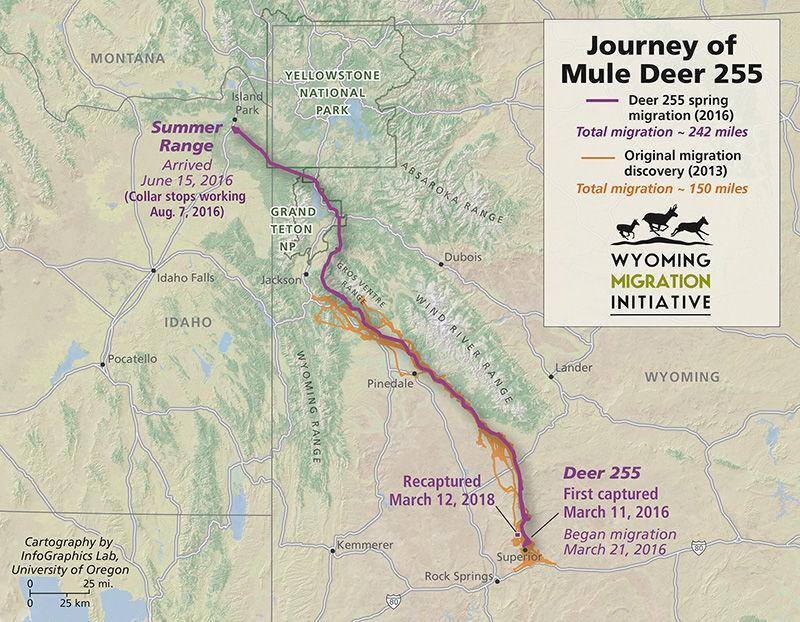 Journey of
Mule Deer 255
Deer 255 spring
migration (2016)
Total migration ~ 242 miles
Original migration
discovery (2013)
Total migration ~ 150 miles
WYOMING
MIGRATION
INITIATIVE
MONTANA
YELLOWSTONE
NATIONAL
PARK
Island
Park
Summer
Range
Arrived
June 15, 2016
(Collar stops working
Aug. 7, 2016)
ABSAROKA RANGE
GRAND
TETON
NP
Dubois
Idaho Falls
Jackson
GROS VENTRE
RANGE
WIND RIVER RANGE
IDAHO
Pocatello
WYOMING RANGE
Pinedale
Lander
WYOMING
Recaptured
March 12, 2018
Deer 255
First captured
March 11, 2016
Began migration
March 21, 2016
Cartography by
InfoGraphics Lab,
University of Oregon
0 25 mi.
0 25 km
Kemmerer
Superior
80
Rock Springs
80